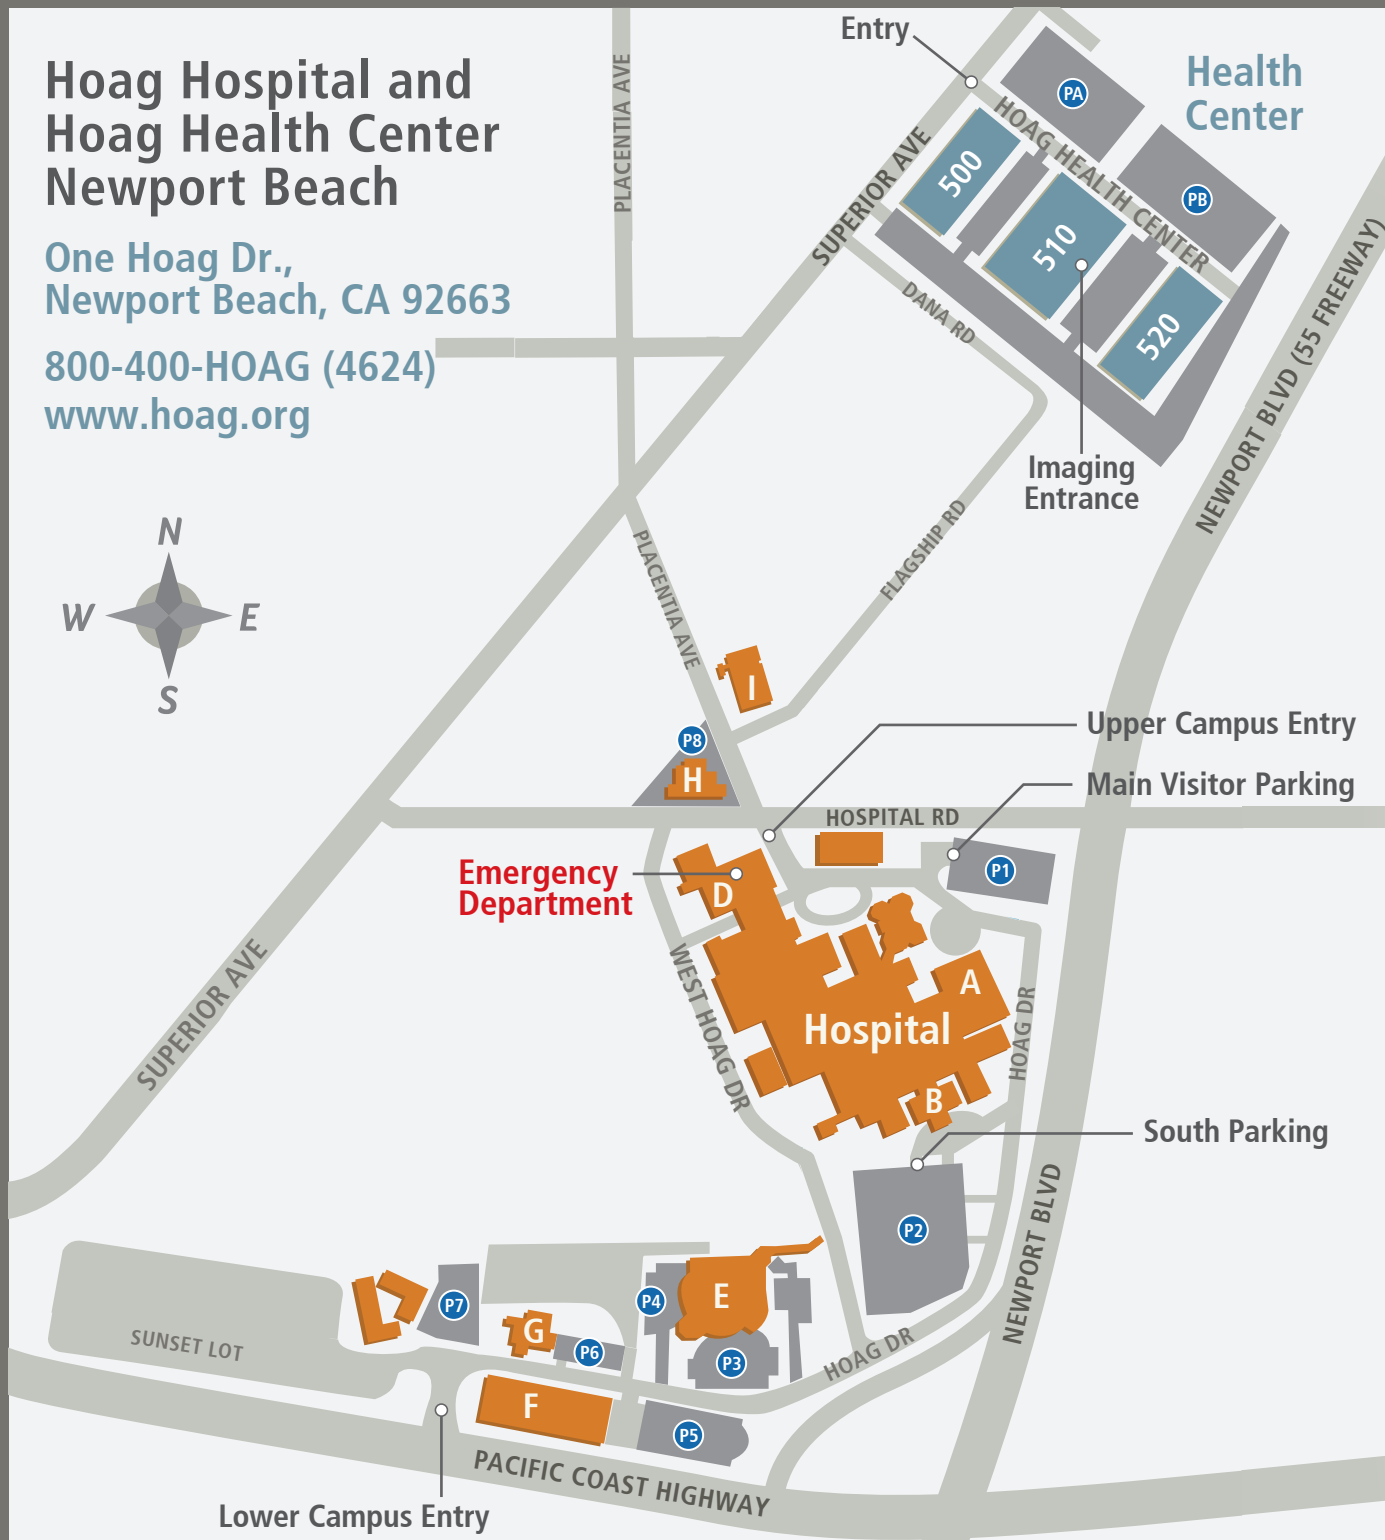 Hoag Hospital and
Hoag Health Center
Newport Beach
One Hoag Dr.,
Newport Beach, CA 92663
800-400-HOAG (4624)
www.hoag.org
N
W
E
S
Entry
Health
Center
PLACENTIA AVE
SUPERIOR AVE
HOAG HEALTH CENTER
PA
PB
500
510
520
DANA RD
NEWPORT BLVD (55 FREEWAY)
Imaging
Entrance
FLAGSHIP RD
PLACENTIA AVE
I
P8
H
Upper Campus Entry
Main Visitor Parking
HOSPITAL RD
P1
Emergency
Department
D
A
Hospital
B
WEST HOAG DR
HOAG DR
SUPERIOR AVE
South Parking
P2
NEWPORT BLVD
P7
P4
E
G
P6
P3
HOAG DR
SUNSET LOT
F
P5
PACIFIC COAST HIGHWAY
Lower Campus Entry